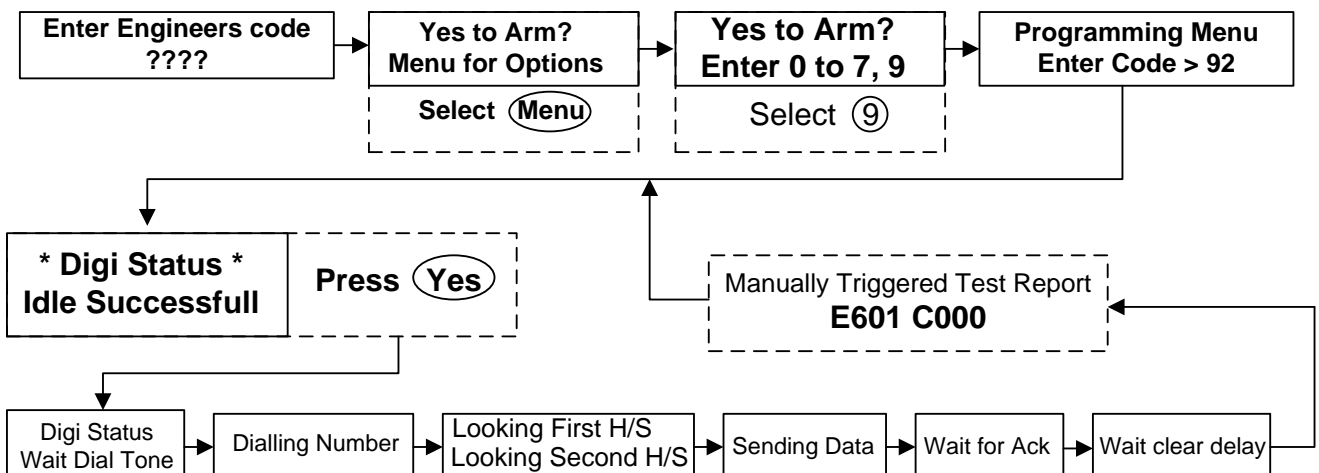 Enter Engineers code
????
Yes to Arm?
Menu for Options
Select Menu
Yes to Arm?
Enter 0 to 7, 9
Select 9
Programming Menu
Enter Code > 92
* Digi Status *
Idle Successfull
Press Yes
Manually Triggered Test Report
E601 C000
Digi Status
Wait Dial Tone
Dialling Number
Looking First H/S
Looking Second H/S
Sending Data
Wait for Ack
Wait clear delay